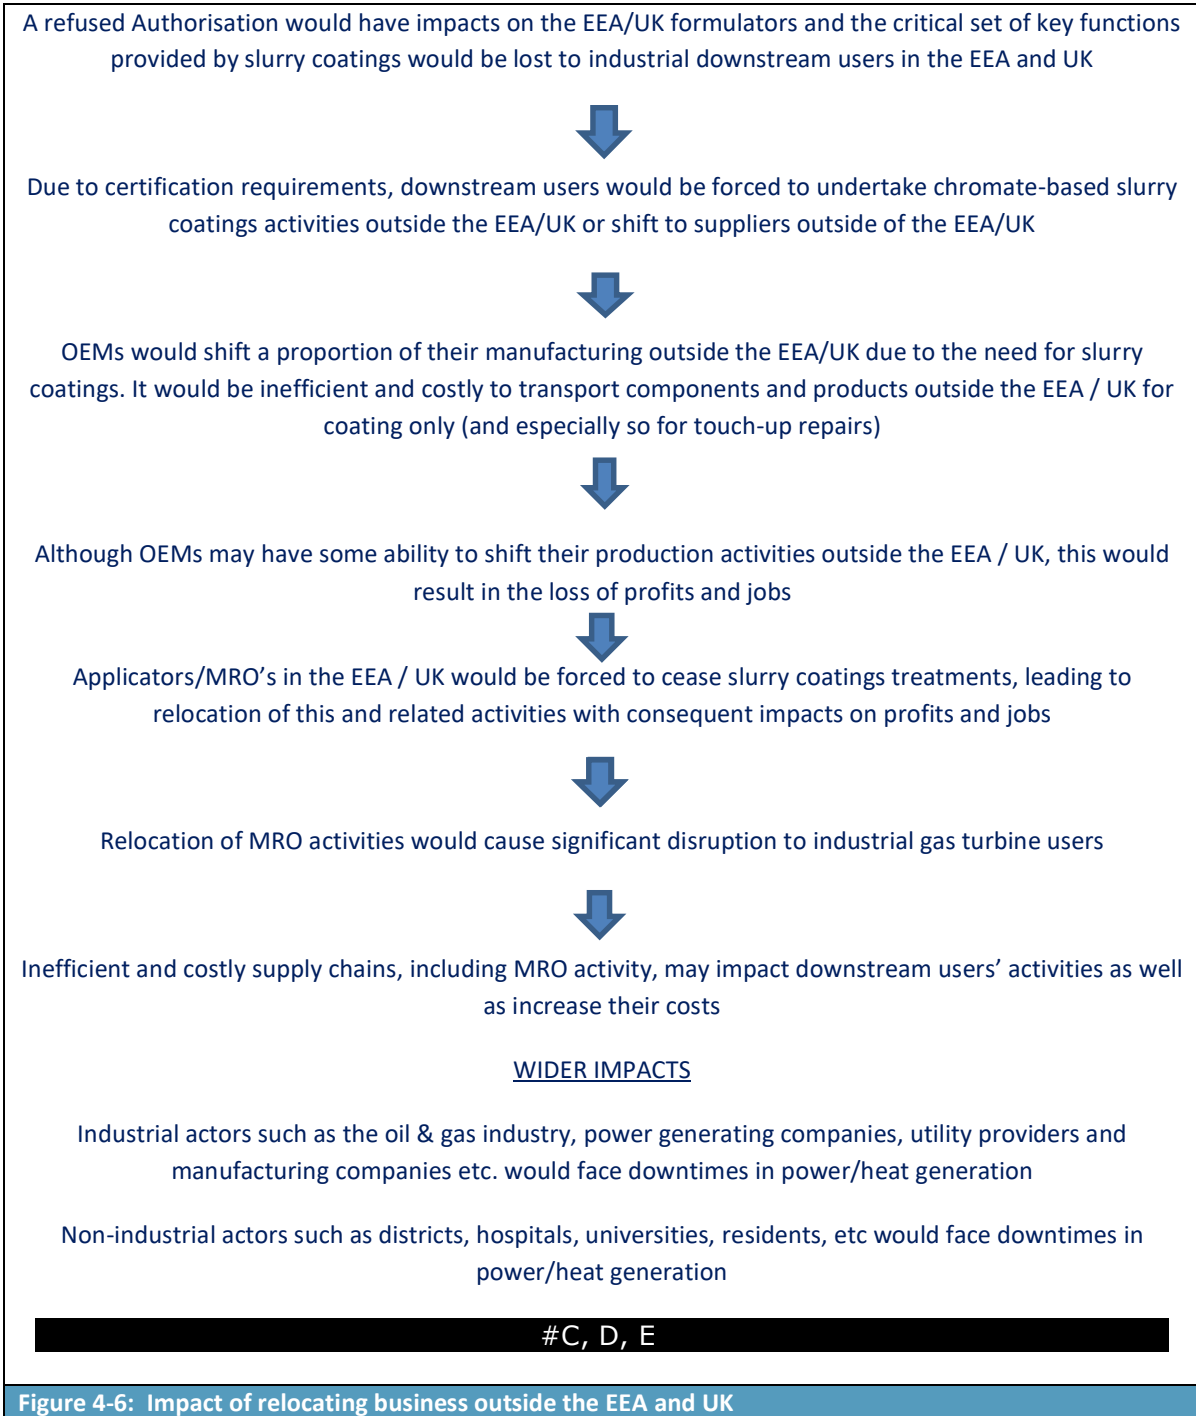 A refused Authorisation would have impacts on the EEA/UK formulators and the critical set of key functions
provided by slurry coatings would be lost to industrial downstream users in the EEA and UK
Due to certification requirements, downstream users would be forced to undertake chromate-based slurry
coatings activities outside the EEA/UK or shift to suppliers outside of the EEA/UK
OEMs would shift a proportion of their manufacturing outside the EEA/UK due to the need for slurry
coatings. It would be inefficient and costly to transport components and products outside the EEA / UK for
coating only (and especially so for touch-up repairs)
Although OEMs may have some ability to shift their production activities outside the EEA / UK, this would
result in the loss of profits and jobs
Applicators/MRO’s in the EEA / UK would be forced to cease slurry coatings treatments, leading to
relocation of this and related activities with consequent impacts on profits and jobs
Relocation of MRO activities would cause significant disruption to industrial gas turbine users
Inefficient and costly supply chains, including MRO activity, may impact downstream users’ activities as well
as increase their costs
WIDER IMPACTS
Industrial actors such as the oil & gas industry, power generating companies, utility providers and
manufacturing companies etc. would face downtimes in power/heat generation
Non-industrial actors such as districts, hospitals, universities, residents, etc would face downtimes in
power/heat generation
#C, D, E
Figure 4-6: Impact of relocating business outside the EEA and UK